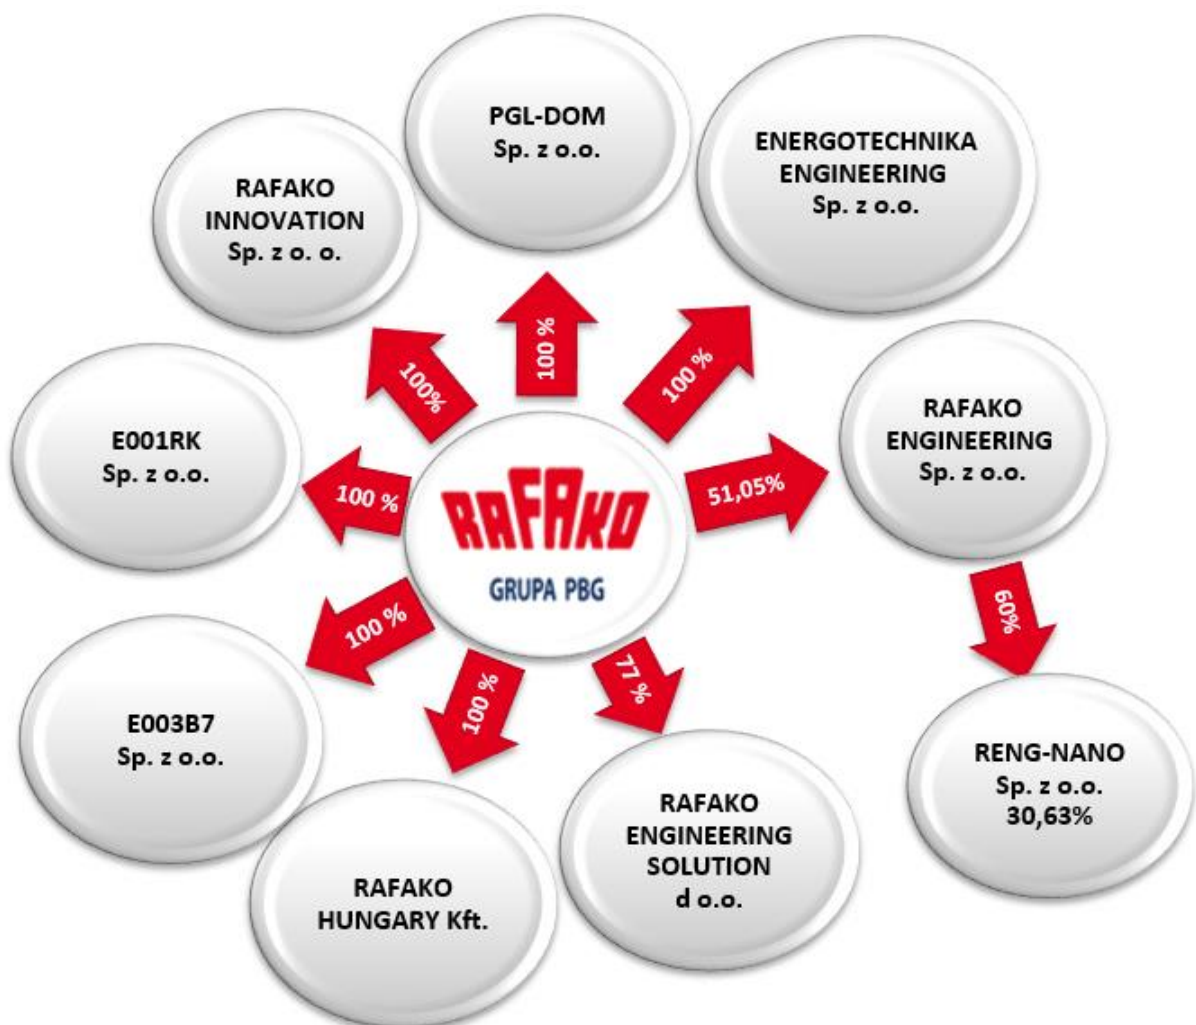 PGL-DOM
Sp. z o.o.
ENERGOTECHNIKA
ENGINEERING
Sp. z o.o.
RAFAKO
INNOVATION
Sp. z o. o.
100%
100 %
100 %
RAFAKO
ENGINEERING
Sp. z o.o.
E001RK
Sp. z o.o.
100 %
RAFAKO
GRUPA PBG
51,05%
60%
100 %
100 %
77 %
E003B7
Sp. z o.o.
RENG-NANO
Sp. z o.o.
30,63%
RAFAKO
ENGINEERING
SOLUTION
d o.o.
RAFAKO
HUNGARY Kft.